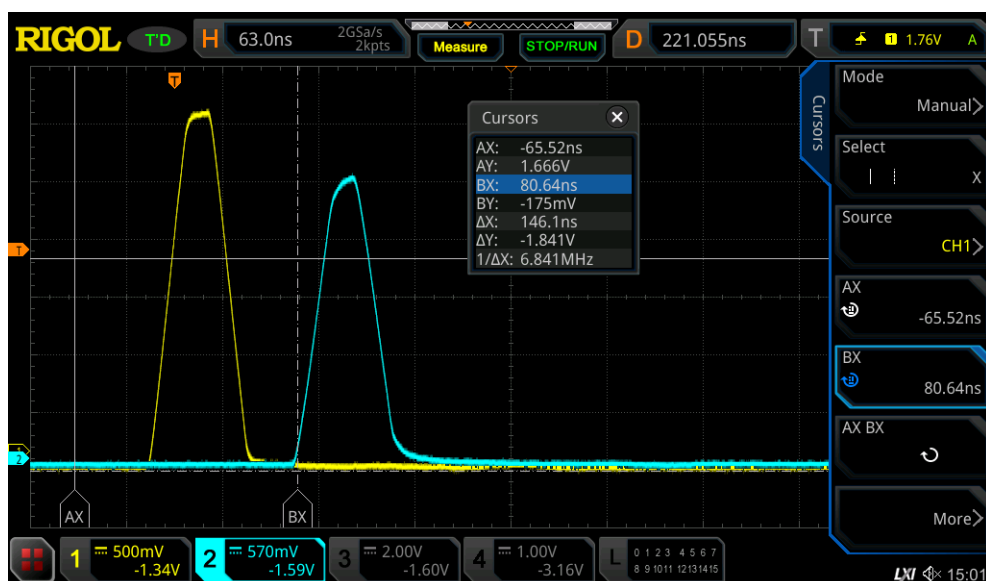 RIGOL T'D H 63.0ns 2GSa/s 2kpts Measure STOP/RUN D 221.055ns T 1 1.76V A
T
Cursors
AX: -65.52ns
AY: 1.666V
BX: 80.64ns
BY: -175mV
ΔX: 146.1ns
ΔY: -1.841V
1/ΔX: 6.841MHz
T
2
AX
BX
Cursors
Mode
Manual
Select
X
Source
CH1
AX
-65.52ns
BX
80.64ns
AX BX
More
1 500mV
-1.34V
2 570mV
-1.59V
3 2.00V
-1.60V
4 1.00V
-3.16V
L 0 1 2 3 4 5 6 7
8 9 10 11 12 13 14 15
LXI 15:01